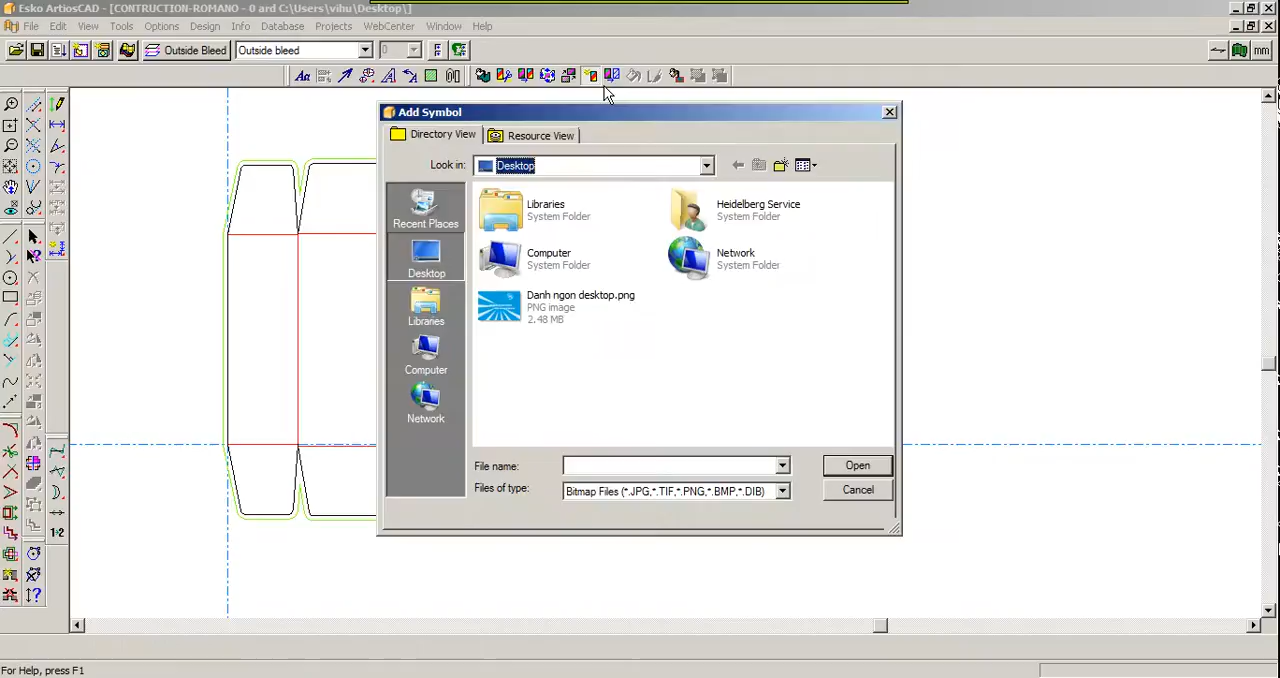 Esko ArtiosCAD - [CONTRUCTION-ROMANO - 0 ard C:\Users\vihu\Desktop\]
File Edit View Tools Options Design Info Database Projects WebCenter Window Help
Outside Bleed Outside bleed 0 mm
Add Symbol
Directory View Resource View
Look in: Desktop
Recent Places
Desktop
Libraries
Computer
Network
Libraries
System Folder
Heidelberg Service
System Folder
Computer
System Folder
Network
System Folder
Danh ngon desktop.png
PNG image
2.48 MB
File name: Open
Files of type: Bitmap Files (*.JPG,*.TIF,*.PNG,*.BMP,*.DIB) Cancel
1•2
For Help, press F1